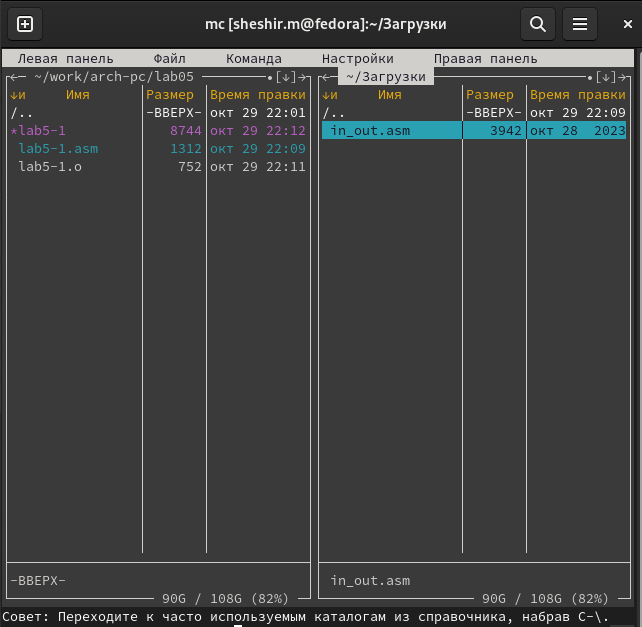 mc [sheshir.m@fedora]:~/Загрузки
Левая панель Файл Команда Настройки Правая панель
←─ ~/work/arch-pc/lab05 ─•[↓]→ ←─ ~/Загрузки ─•[↓]→
↓и Имя Размер Время правки ↓и Имя Размер Время правки
/.. -ВВЕРХ- окт 29 22:01 /.. -ВВЕРХ- окт 29 22:09
*lab5-1 8744 окт 29 22:12 in_out.asm 3942 окт 28 2023
lab5-1.asm 1312 окт 29 22:09
lab5-1.o 752 окт 29 22:11
-ВВЕРХ- in_out.asm
90G / 108G (82%) 90G / 108G (82%)
Совет: Переходите к часто используемым каталогам из справочника, набрав C-\.